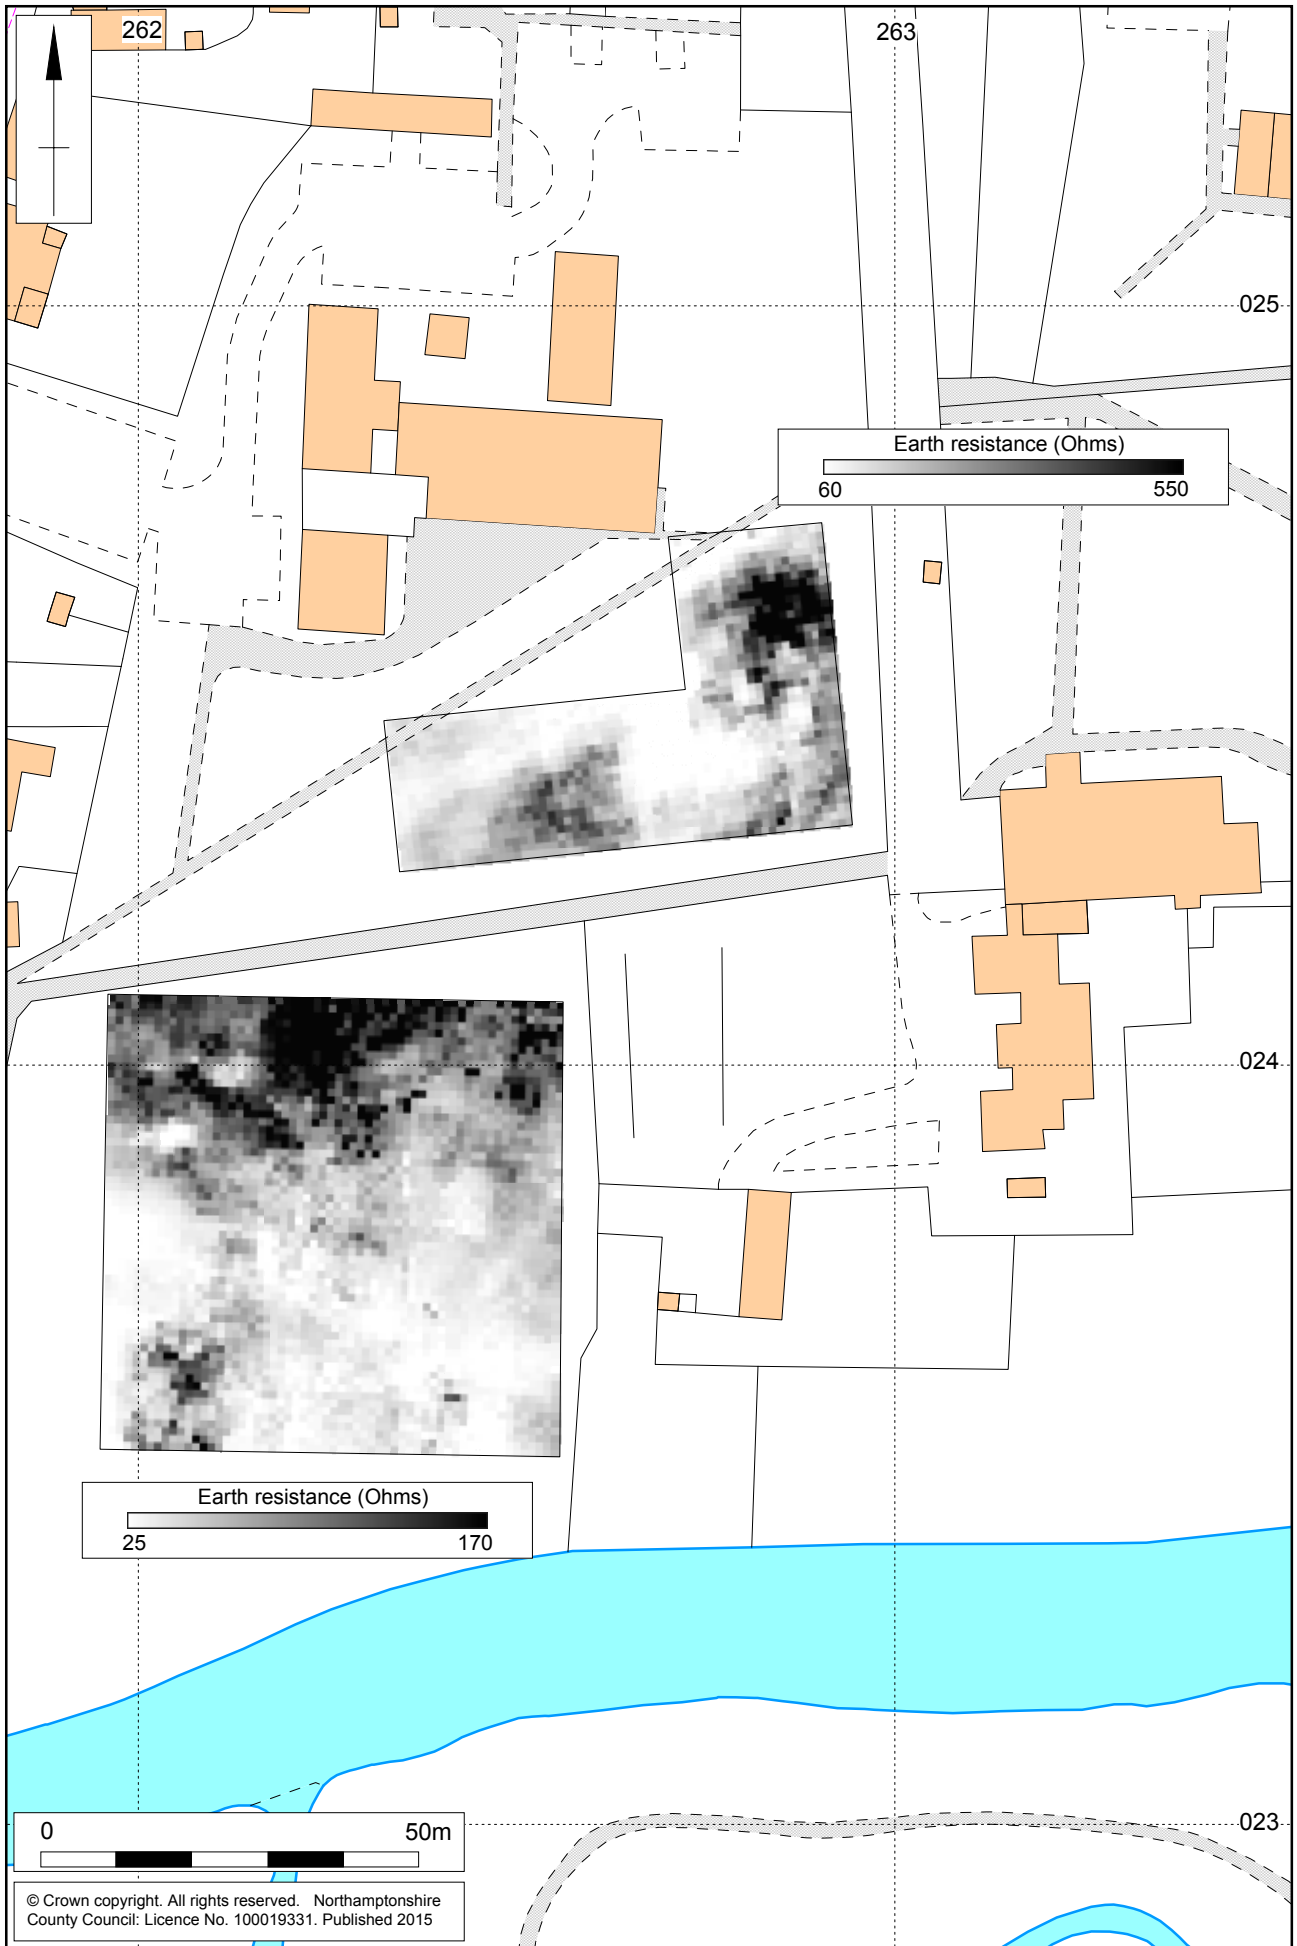 262
263
025
Earth resistance (Ohms)
60 550
024
Earth resistance (Ohms)
25 170
0 50m
023
© Crown copyright. All rights reserved. Northamptonshire
County Council: Licence No. 100019331. Published 2015